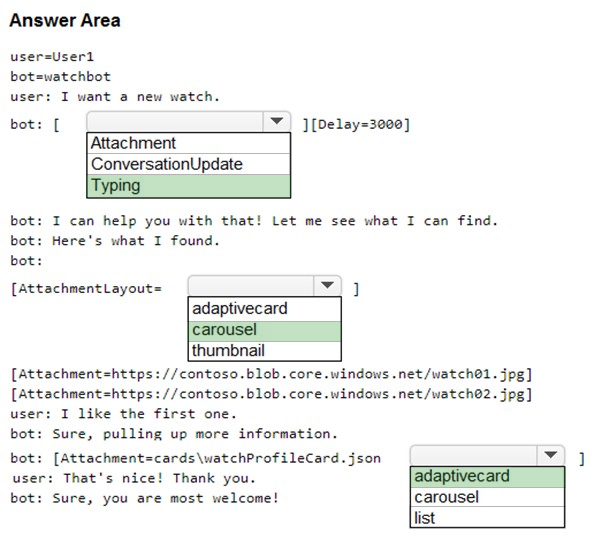 Answer Area
user=User1
bot=watchbot
user: I want a new watch.
bot: [ ][Delay=3000]
Attachment
ConversationUpdate
Typing
bot: I can help you with that! Let me see what I can find.
bot: Here's what I found.
bot:
[AttachmentLayout= ]
adaptivecard
carousel
thumbnail
[Attachment=https://contoso.blob.core.windows.net/watch01.jpg]
[Attachment=https://contoso.blob.core.windows.net/watch02.jpg]
user: I like the first one.
bot: Sure, pulling up more information.
bot: [Attachment=cards\watchProfileCard.json ]
adaptivecard
user: That's nice! Thank you.
carousel
bot: Sure, you are most welcome!
list